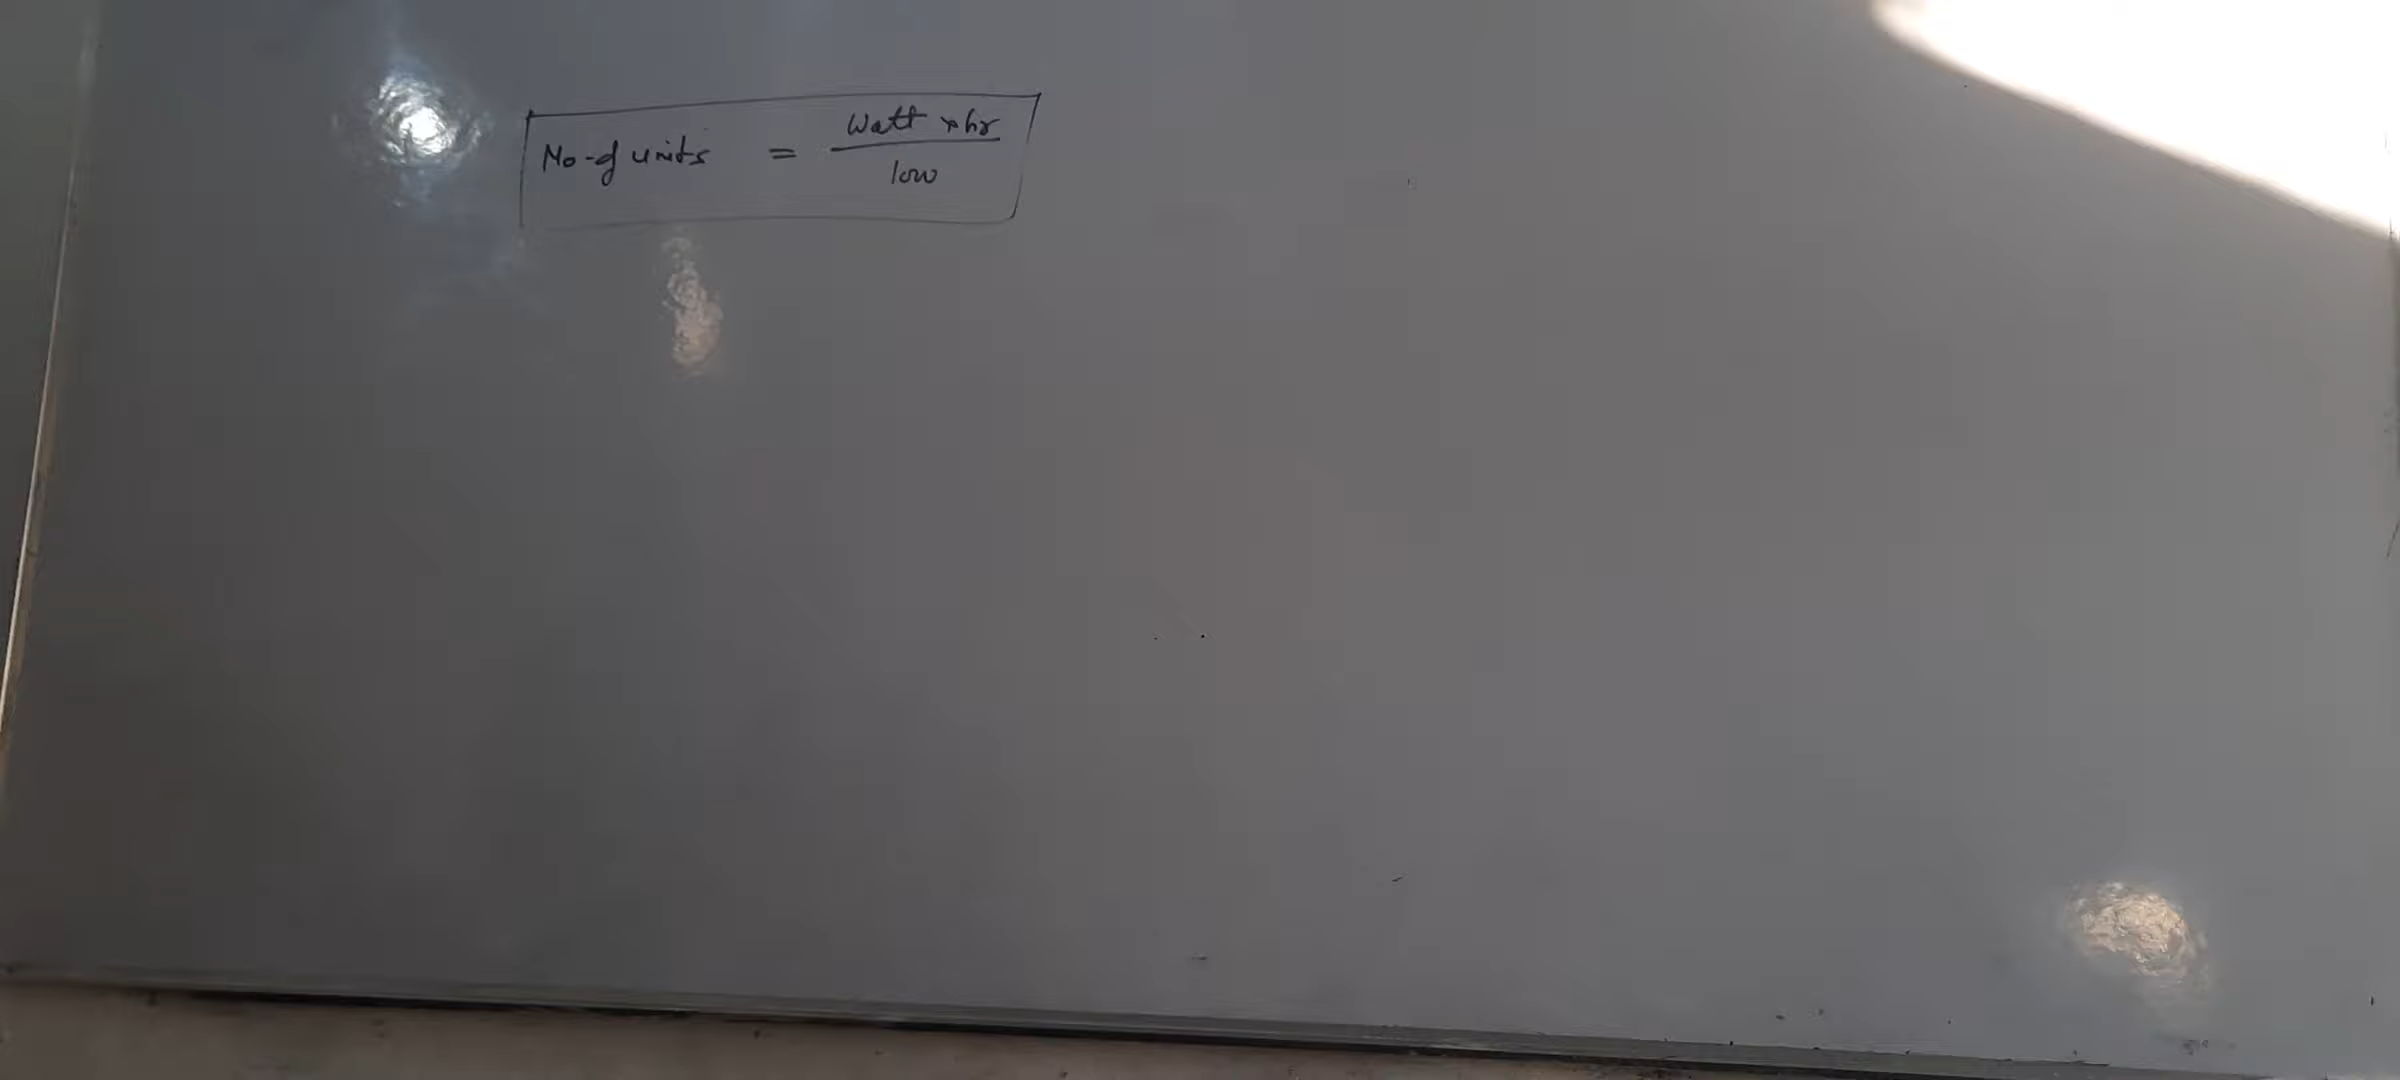 No-of units = Watt × hr / 1000